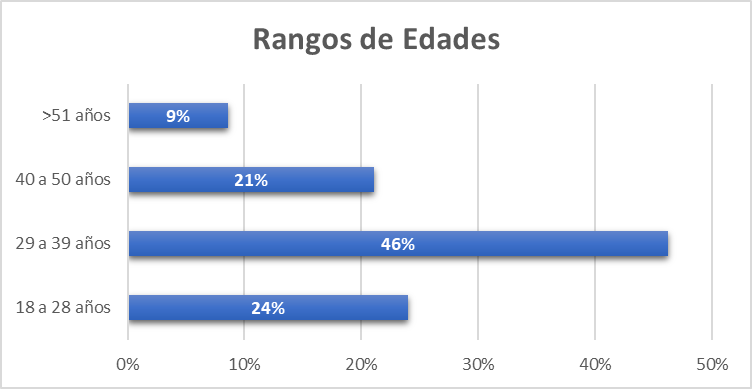 Rangos de Edades
>51 años 9%
40 a 50 años 21%
29 a 39 años 46%
18 a 28 años 24%
0% 10% 20% 30% 40% 50%